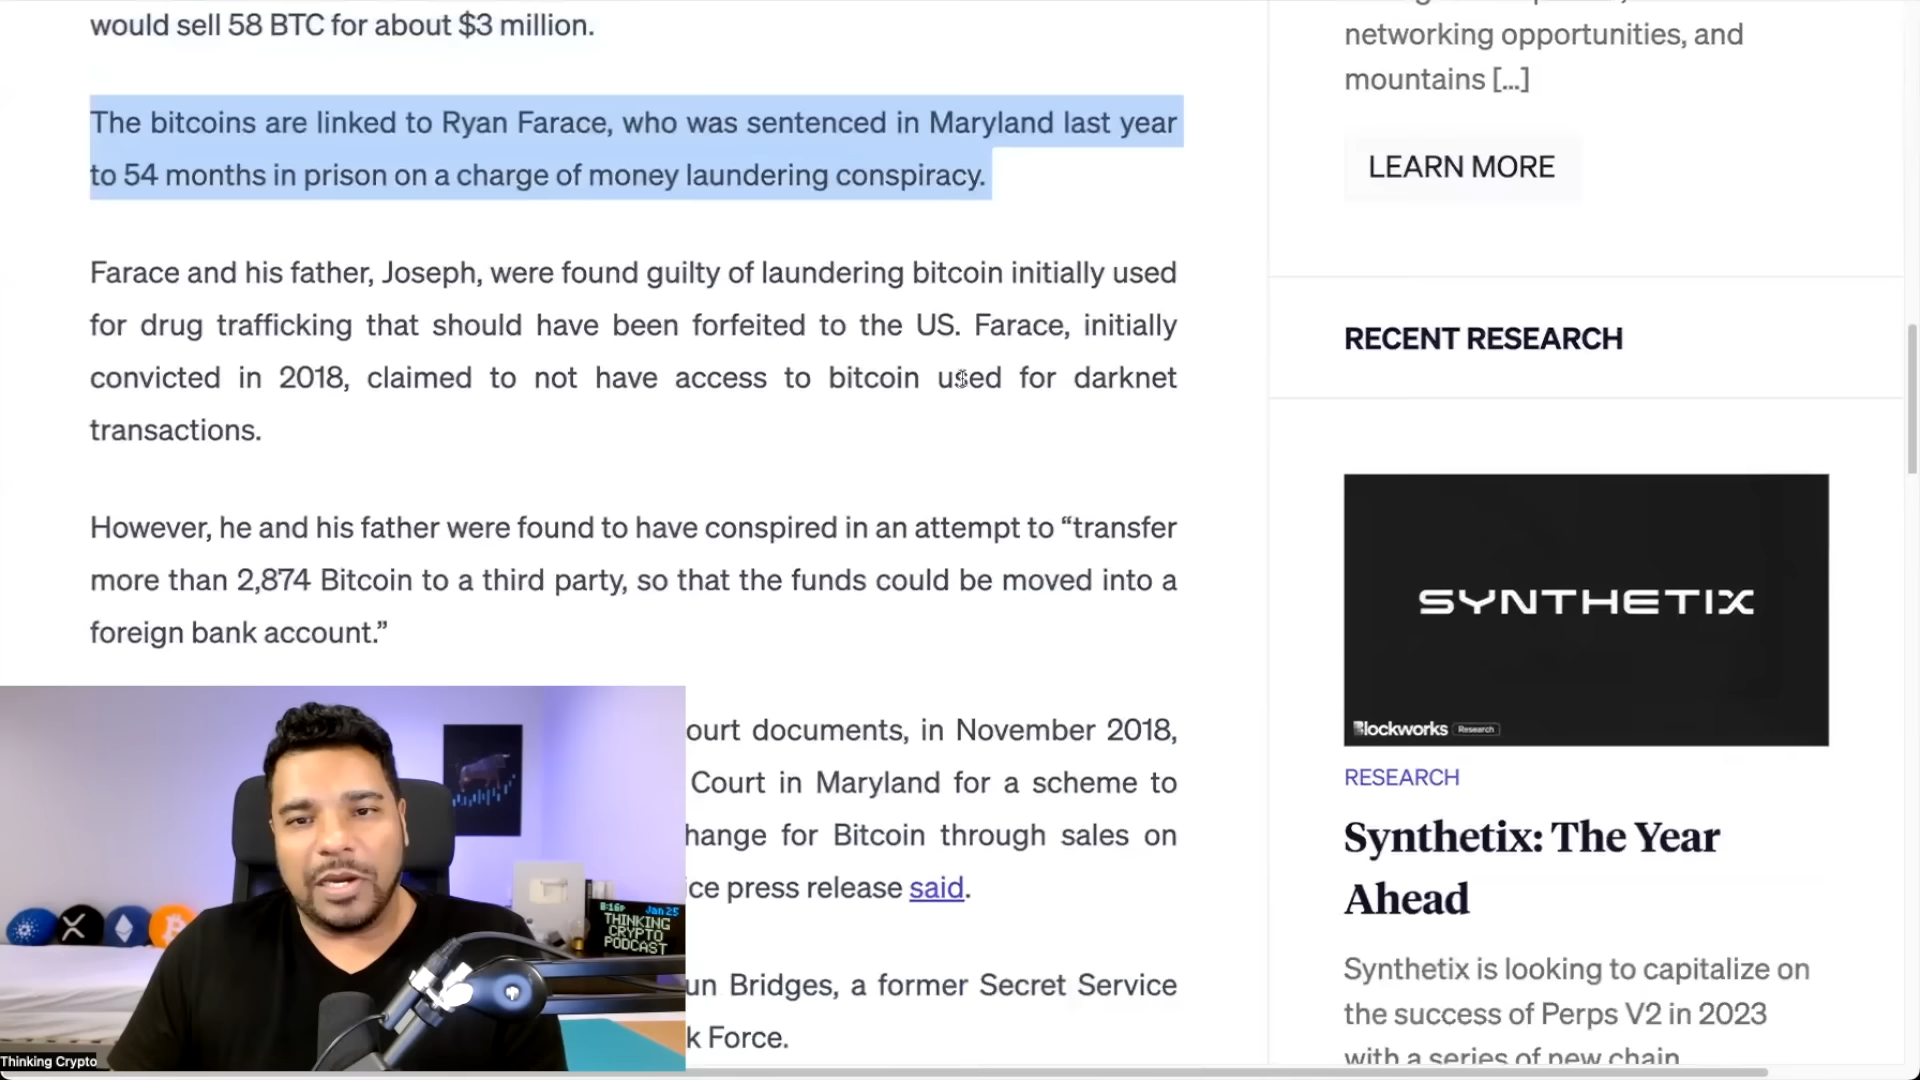 would sell 58 BTC for about $3 million.
The bitcoins are linked to Ryan Farace, who was sentenced in Maryland last year
to 54 months in prison on a charge of money laundering conspiracy.
Farace and his father, Joseph, were found guilty of laundering bitcoin initially used
for drug trafficking that should have been forfeited to the US. Farace, initially
convicted in 2018, claimed to not have access to bitcoin used for darknet
transactions.
However, he and his father were found to have conspired in an attempt to “transfer
more than 2,874 Bitcoin to a third party, so that the funds could be moved into a
foreign bank account.”
ourt documents, in November 2018,
Court in Maryland for a scheme to
hange for Bitcoin through sales on
ice press release said.
un Bridges, a former Secret Service
k Force.
8:16P Jan 25
THINKING
CRYPTO
PODCAST
Thinking Crypto
networking opportunities, and
mountains [...]
LEARN MORE
RECENT RESEARCH
SYNTHETIX
Blockworks Research
RESEARCH
Synthetix: The Year
Ahead
Synthetix is looking to capitalize on
the success of Perps V2 in 2023
with a series of new chain